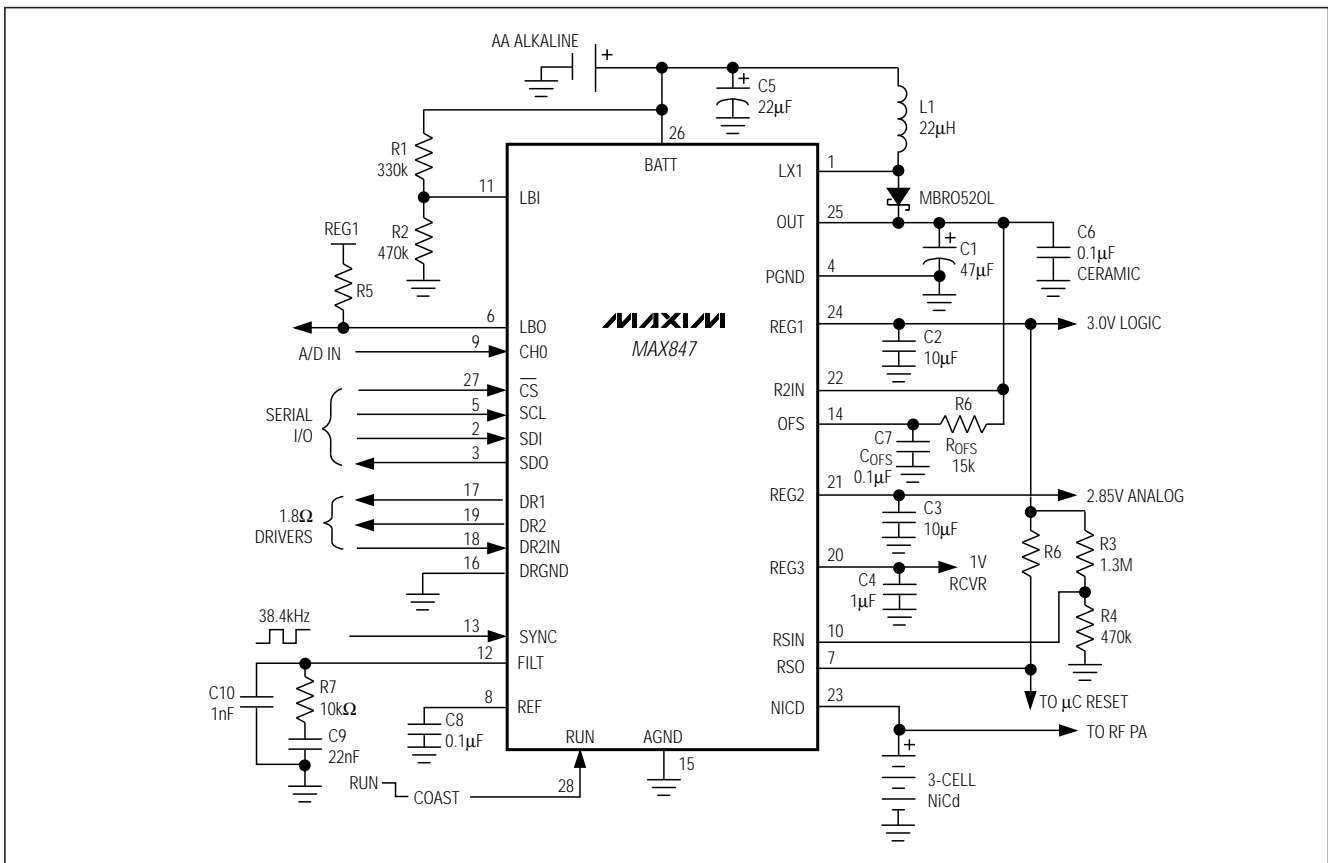 AA ALKALINE
+
+
C5
22µF
L1
22µH
26
BATT
R1
330k
11
LBI
R2
470k
REG1
R5
6
LBO
A/D IN
9
CH0
SERIAL
I/O
27
CS
5
SCL
2
SDI
3
SDO
1.8Ω
DRIVERS
17
DR1
19
DR2
18
DR2IN
16
DRGND
38.4kHz
13
SYNC
12
FILT
C10
1nF
R7
10kΩ
C9
22nF
8
REF
C8
0.1µF
RUN
COAST
28
RUN
AGND
15
MAXIM
MAX847
1
LX1
MBRO520L
OUT
25
+
C1
47µF
C6
0.1µF
CERAMIC
PGND
4
REG1
24
3.0V LOGIC
C2
10µF
R2IN
22
OFS
14
R6
ROFS
15k
C7
COFS
0.1µF
REG2
21
2.85V ANALOG
C3
10µF
R6
R3
1.3M
REG3
20
1V
RCVR
C4
1µF
R4
470k
RSIN
10
RSO
7
TO µC RESET
NICD
23
TO RF PA
+
3-CELL
NiCd